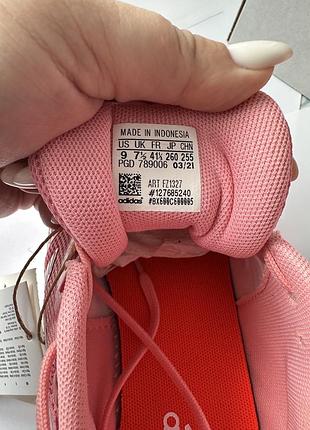 MADE IN INDONESIA
US UK FR JP CHN
9 7½ 41⅓ 260 255
PGD 789006 03/21
ART FZ1327
#127685240
adidas #BX600C600005